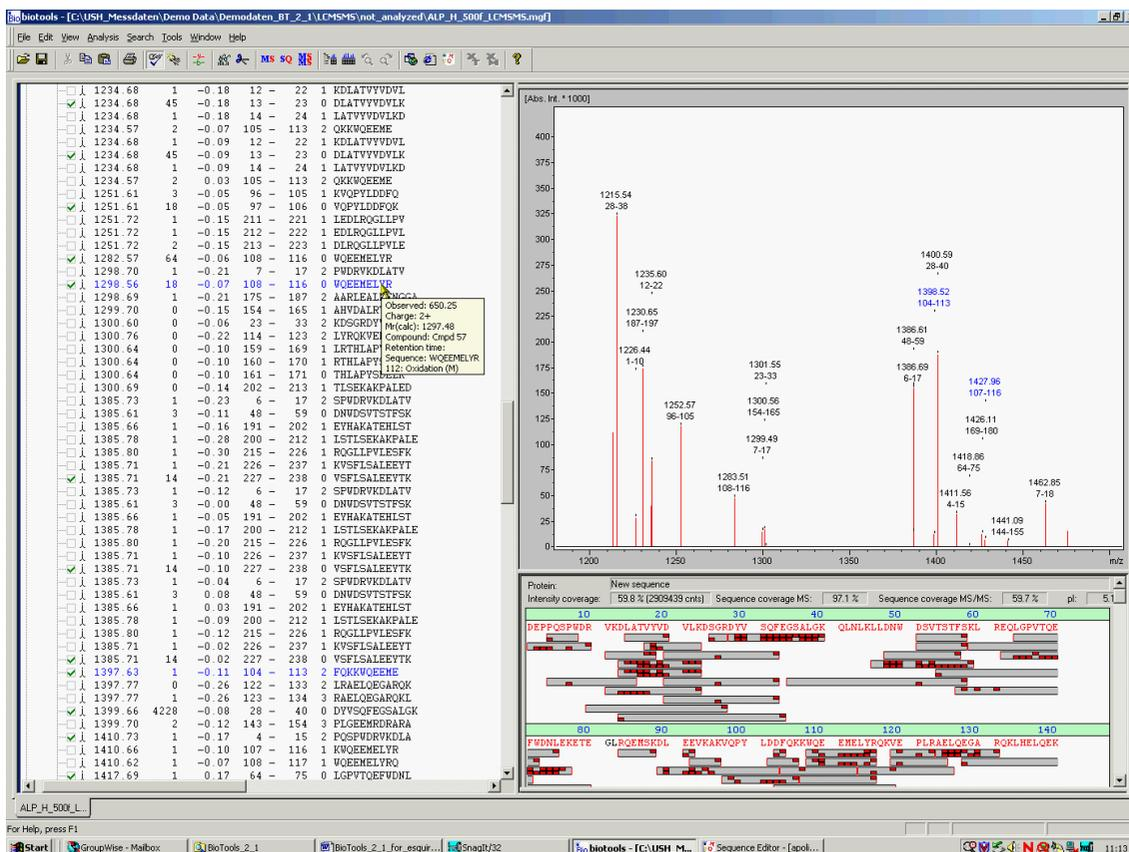 biotools - [C:\USH_Messdaten\Demo Data\Demodaten_BT_2_1\LCMSMS\not_analyzed\ALP_H_500f_LCMSMS.mgf]
File Edit View Analysis Search Tools Window Help
MS SQ MS
1234.68 1 -0.18 12 - 22 1 KDLATVYVDVL
1234.68 45 -0.18 13 - 23 0 DLATVYVDVLK
1234.68 1 -0.18 14 - 24 1 LATVYVDVLKD
1234.57 2 -0.07 105 - 113 2 QKKWQEEME
1234.68 1 -0.09 12 - 22 1 KDLATVYVDVL
1234.68 45 -0.09 13 - 23 0 DLATVYVDVLK
1234.68 1 -0.09 14 - 24 1 LATVYVDVLKD
1234.57 2 0.03 105 - 113 2 QKKWQEEME
1251.61 3 -0.05 96 - 105 1 KVQPYLDDFQ
1251.61 18 -0.05 97 - 106 0 VQPYLDDFQK
1251.72 1 -0.15 211 - 221 1 LEDLRQGLLPV
1251.72 1 -0.15 212 - 222 1 EDLRQGLLPVL
1251.72 2 -0.15 213 - 223 1 DLRQGLLPVLE
1282.57 64 -0.06 108 - 116 0 WQEEMELYR
1298.70 1 -0.21 7 - 17 2 PWDRVKDLATV
1298.56 18 -0.07 108 - 116 0 WQEEMELYR
1298.69 1 -0.21 175 - 187 2 AARLEAL NGGA
1299.70 0 -0.15 154 - 165 1 AHVDALR
1300.60 0 -0.06 23 - 33 2 KDSGRDY
1300.76 0 -0.22 114 - 123 2 LYRQKVE
1300.64 0 -0.10 159 - 169 1 LRTHLAP
1300.64 0 -0.10 160 - 170 1 RTHLAPY
1300.64 0 -0.10 161 - 171 0 THLAPYSDELR
1300.69 0 -0.14 202 - 213 1 TLSEKAKPALED
1385.73 1 -0.23 6 - 17 2 SPWDRVKDLATV
1385.61 3 -0.11 48 - 59 0 DNWDSVTSTFSK
1385.66 1 -0.16 191 - 202 1 EYHAKATEHLST
1385.78 1 -0.28 200 - 212 1 LSTLSEKAKPALE
1385.80 1 -0.30 215 - 226 1 RQGLLPVLESFK
1385.71 1 -0.21 226 - 237 1 KVSFLSALEEYT
1385.71 14 -0.21 227 - 238 0 VSFLSALEEYTK
1385.73 1 -0.12 6 - 17 2 SPWDRVKDLATV
1385.61 3 -0.00 48 - 59 0 DNWDSVTSTFSK
1385.66 1 -0.05 191 - 202 1 EYHAKATEHLST
1385.78 1 -0.17 200 - 212 1 LSTLSEKAKPALE
1385.80 1 -0.20 215 - 226 1 RQGLLPVLESFK
1385.71 1 -0.10 226 - 237 1 KVSFLSALEEYT
1385.71 14 -0.10 227 - 238 0 VSFLSALEEYTK
1385.73 1 -0.04 6 - 17 2 SPWDRVKDLATV
1385.61 3 0.08 48 - 59 0 DNWDSVTSTFSK
1385.66 1 0.03 191 - 202 1 EYHAKATEHLST
1385.78 1 -0.09 200 - 212 1 LSTLSEKAKPALE
1385.80 1 -0.12 215 - 226 1 RQGLLPVLESFK
1385.71 1 -0.02 226 - 237 1 KVSFLSALEEYT
1385.71 14 -0.02 227 - 238 0 VSFLSALEEYTK
1397.63 1 -0.11 104 - 113 2 FQKKWQEEME
1397.77 0 -0.26 122 - 133 2 LRAELQEGARQK
1397.77 1 -0.26 123 - 134 3 RAELQEGARQKL
1399.66 4228 -0.08 28 - 40 0 DYVSQFEGSALGK
1399.70 2 -0.12 143 - 154 3 PLGEEMRDRARA
1410.73 1 -0.17 4 - 15 2 PQSPWDRVKDLA
1410.66 1 -0.10 107 - 116 1 KWQEEMELYR
1410.62 1 -0.07 108 - 117 1 WQEEMELYRQ
1417.69 1 0.17 64 - 75 0 LGPVTQEFWDNL
Observed: 650.25
Charge: 2+
Mr(calc): 1297.48
Compound: Cmpd 57
Retention time:
Sequence: WQEEMELYR
112: Oxidation (M)
[Abs. Int. * 1000]
400
375
350
325
300
275
250
225
200
175
150
125
100
75
50
25
0
1215.54
28-38
1235.60
12-22
1230.65
187-197
1226.44
1-10
1252.57
96-105
1283.51
108-116
1301.55
23-33
1300.56
154-165
1299.49
7-17
1400.59
28-40
1398.52
104-113
1386.61
48-59
1386.69
6-17
1427.96
107-116
1426.11
169-180
1418.86
64-75
1411.56
4-15
1462.85
7-18
1441.09
144-155
1200 1250 1300 1350 1400 1450 m/z
Protein: New sequence
Intensity coverage: 59.8 % (2909439 cnts) Sequence coverage MS: 97.1 % Sequence coverage MS/MS: 59.7 % pI: 5.1
10 20 30 40 50 60 70
DEPPQSPWDR VKDLATVYVD VLKDSGRDYV SQFEGSALGK QLNLKLLDNW DSVTSTFSKL REQLGPVTQE
80 90 100 110 120 130 140
FWDNLEKETE GLRQEMSKDL EEVKAKVQPY LDDFQKKWQE EMELYRQKVE PLRAELQEGA RQKLHELQEK
ALP_H_500f_L...
For Help, press F1
Start GroupWise - Mailbox BioTools_2_1 BioTools_2_1_for_esquir... SnagIt/32 biotools - [C:\USH_M... Sequence Editor - [apoli... 11:13